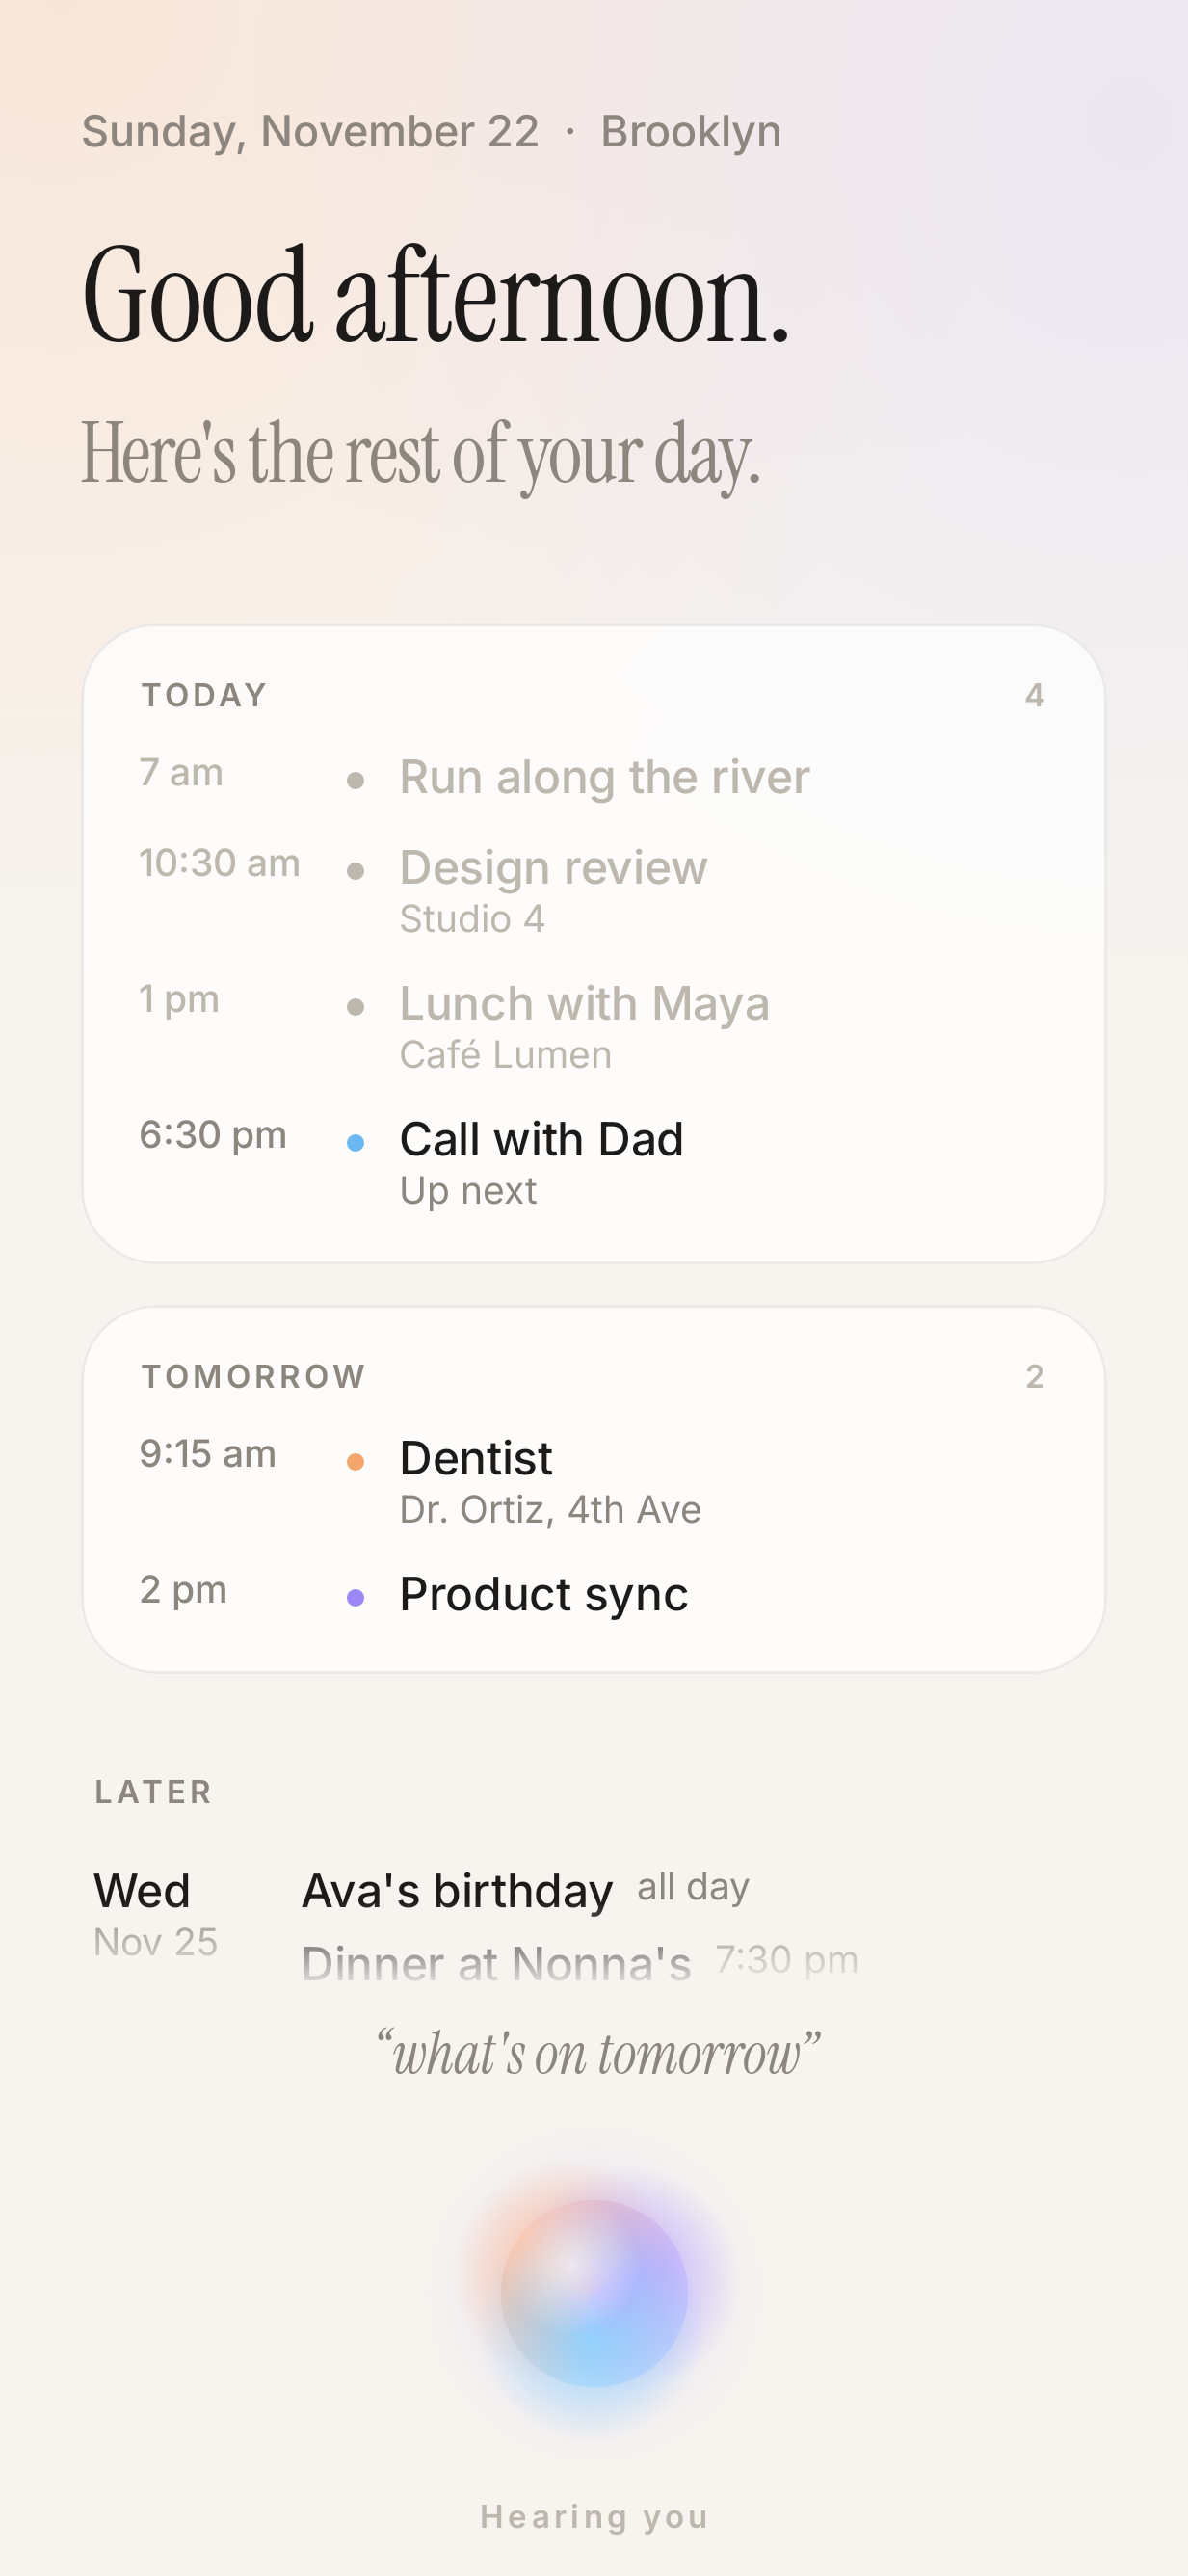 Sunday, November 22 · Brooklyn
Good afternoon.
Here's the rest of your day.
TODAY 4
7 am Run along the river
10:30 am Design review
Studio 4
1 pm Lunch with Maya
Café Lumen
6:30 pm Call with Dad
Up next
TOMORROW 2
9:15 am Dentist
Dr. Ortiz, 4th Ave
2 pm Product sync
LATER
Wed Ava's birthday all day
Nov 25 Dinner at Nonna's 7:30 pm
“what's on tomorrow”
Hearing you